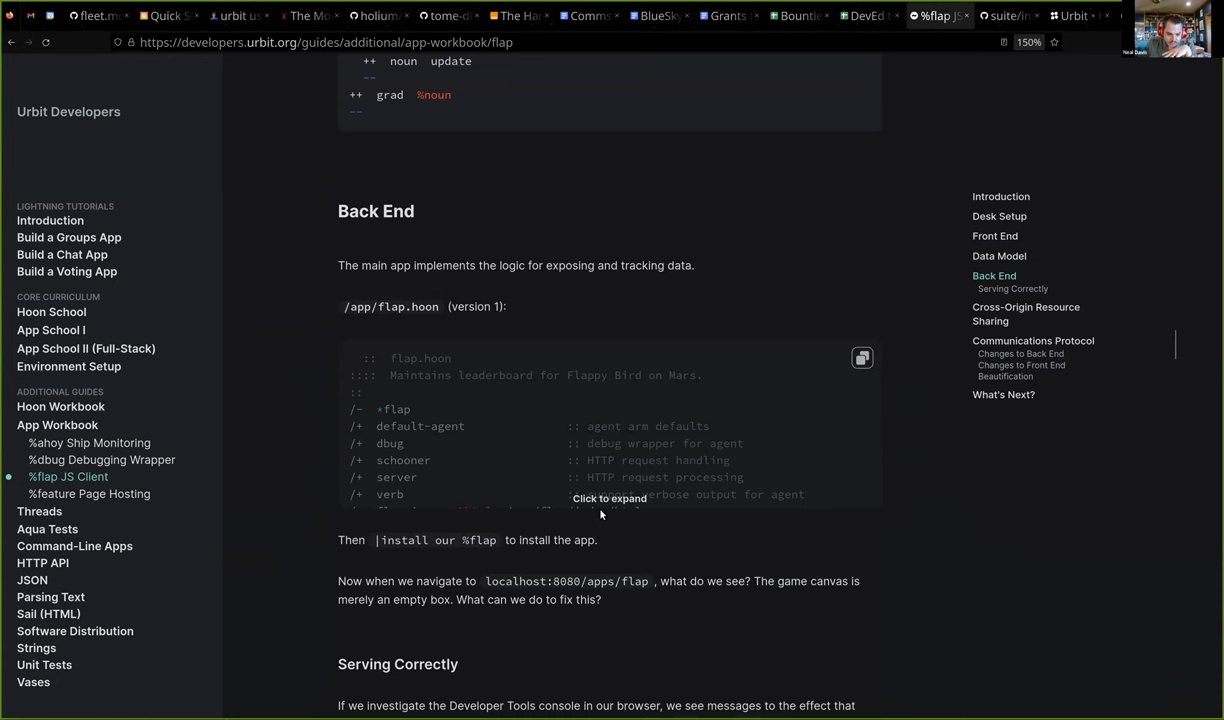 fleet.m
Quick S
urbit us
The Mo
holium/
tome-d
The Ha
Comms
BlueSky
Grants
Bountie
DevEd t
%flap JS
suite/in
Urbit •
https://developers.urbit.org/guides/additional/app-workbook/flap
150%
Neal Davis
++ noun update
--
++ grad %noun
--
Urbit Developers
LIGHTNING TUTORIALS
Introduction
Build a Groups App
Build a Chat App
Build a Voting App
CORE CURRICULUM
Hoon School
App School I
App School II (Full-Stack)
Environment Setup
ADDITIONAL GUIDES
Hoon Workbook
App Workbook
%ahoy Ship Monitoring
%dbug Debugging Wrapper
%flap JS Client
%feature Page Hosting
Threads
Aqua Tests
Command-Line Apps
HTTP API
JSON
Parsing Text
Sail (HTML)
Software Distribution
Strings
Unit Tests
Vases
Back End
The main app implements the logic for exposing and tracking data.
/app/flap.hoon (version 1):
:: flap.hoon
:::: Maintains leaderboard for Flappy Bird on Mars.
::
/- *flap
/+ default-agent :: agent arm defaults
/+ dbug :: debug wrapper for agent
/+ schooner :: HTTP request handling
/+ server :: HTTP request processing
/+ verb :: support verbose output for agent
Click to expand
Then |install our %flap to install the app.
Now when we navigate to localhost:8080/apps/flap , what do we see? The game canvas is
merely an empty box. What can we do to fix this?
Serving Correctly
If we investigate the Developer Tools console in our browser, we see messages to the effect that
Introduction
Desk Setup
Front End
Data Model
Back End
Serving Correctly
Cross-Origin Resource
Sharing
Communications Protocol
Changes to Back End
Changes to Front End
Beautification
What's Next?